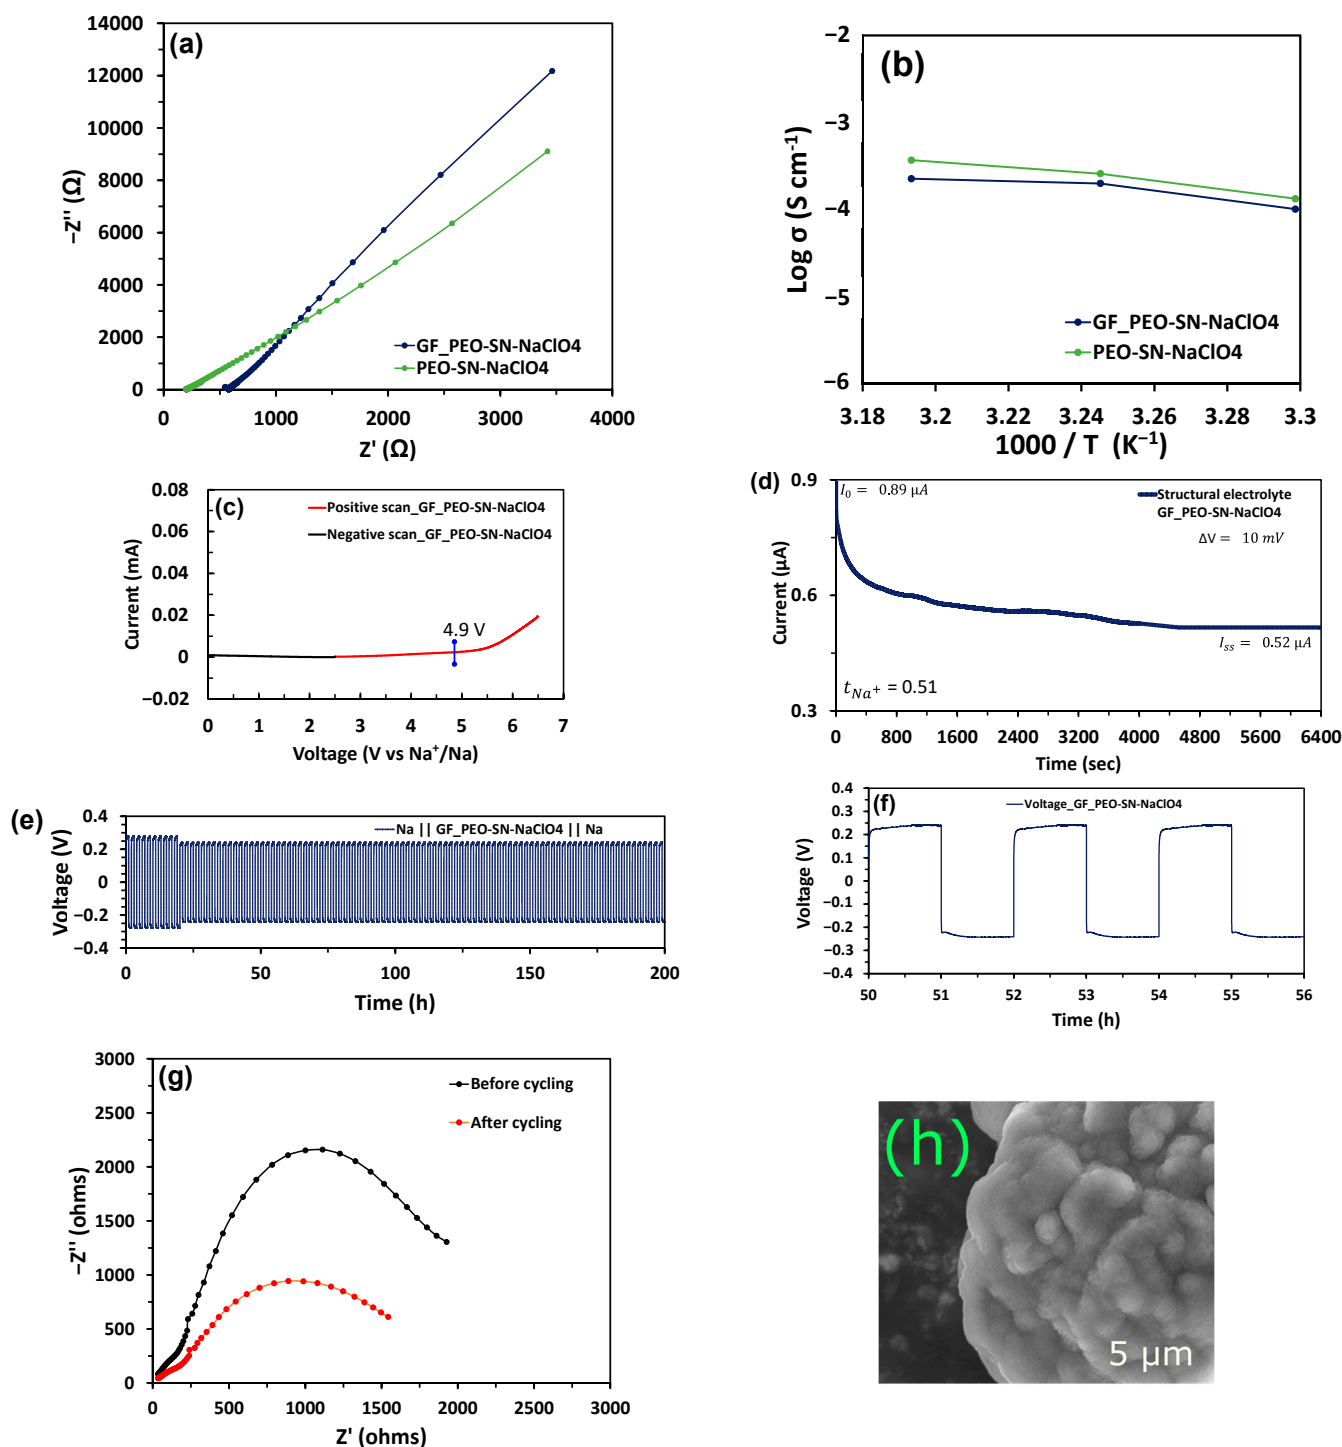 (a)
14000
12000
10000
8000
6000
4000
2000
0
−Z'' (Ω)
GF_PEO-SN-NaClO4
PEO-SN-NaClO4
0 1000 2000 3000 4000
Z' (Ω)
(b)
−2
−3
−4
−5
−6
Log σ (S cm⁻¹)
GF_PEO-SN-NaClO4
PEO-SN-NaClO4
3.18 3.2 3.22 3.24 3.26 3.28 3.3
1000 / T (K⁻¹)
(c)
0.08
0.06
0.04
0.02
0
−0.02
Current (mA)
Positive scan_GF_PEO-SN-NaClO4
Negative scan_GF_PEO-SN-NaClO4
4.9 V
0 1 2 3 4 5 6 7
Voltage (V vs Na⁺/Na)
(d)
0.9
0.6
0.3
Current (µA)
I₀ = 0.89 µA
Structural electrolyte
GF_PEO-SN-NaClO4
ΔV = 10 mV
I_ss = 0.52 µA
t_Na⁺ = 0.51
0 800 1600 2400 3200 4000 4800 5600 6400
Time (sec)
(e)
0.4
0.2
0
−0.2
−0.4
Voltage (V)
Na || GF_PEO-SN-NaClO4 || Na
0 50 100 150 200
Time (h)
(f)
0.4
0.3
0.2
0.1
0
−0.1
−0.2
−0.3
−0.4
Voltage (V)
Voltage_GF_PEO-SN-NaClO4
50 51 52 53 54 55 56
Time (h)
(g)
3000
2500
2000
1500
1000
500
0
−Z'' (ohms)
Before cycling
After cycling
0 500 1000 1500 2000 2500 3000
Z' (ohms)
(h)
5 µm